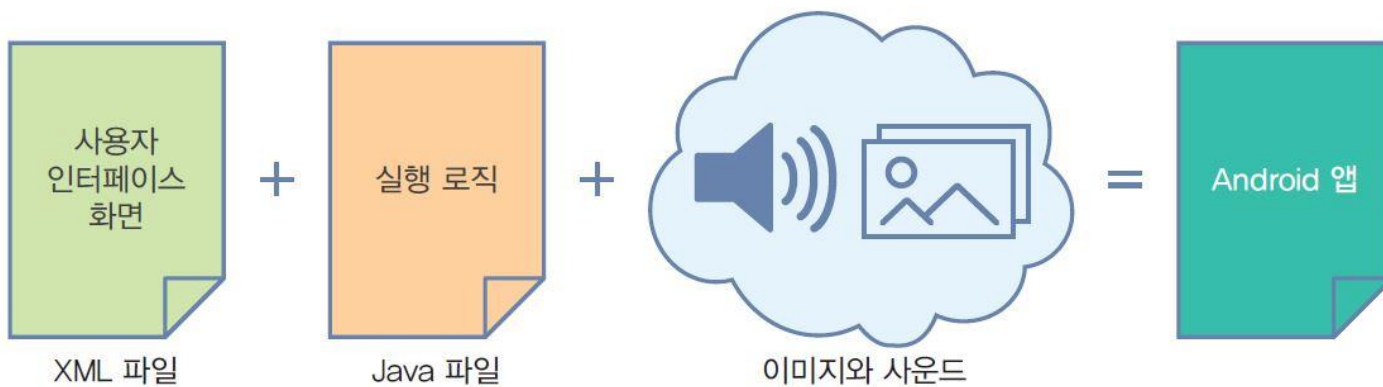 사용자
인터페이스
화면
+
실행 로직
+
=
Android 앱
XML 파일
Java 파일
이미지와 사운드